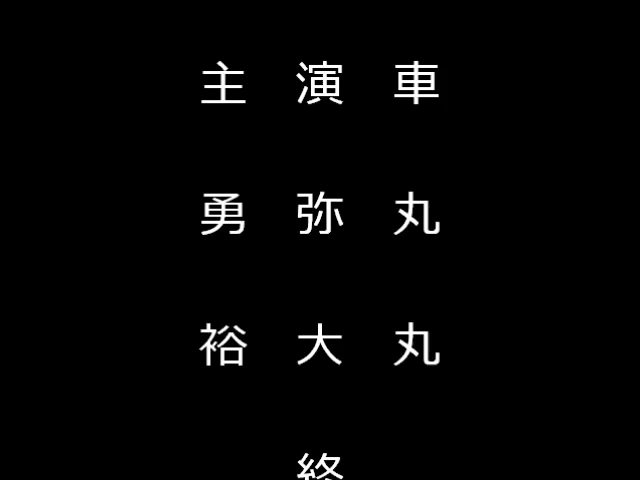 主 演 車
勇 弥 丸
裕 大 丸
終